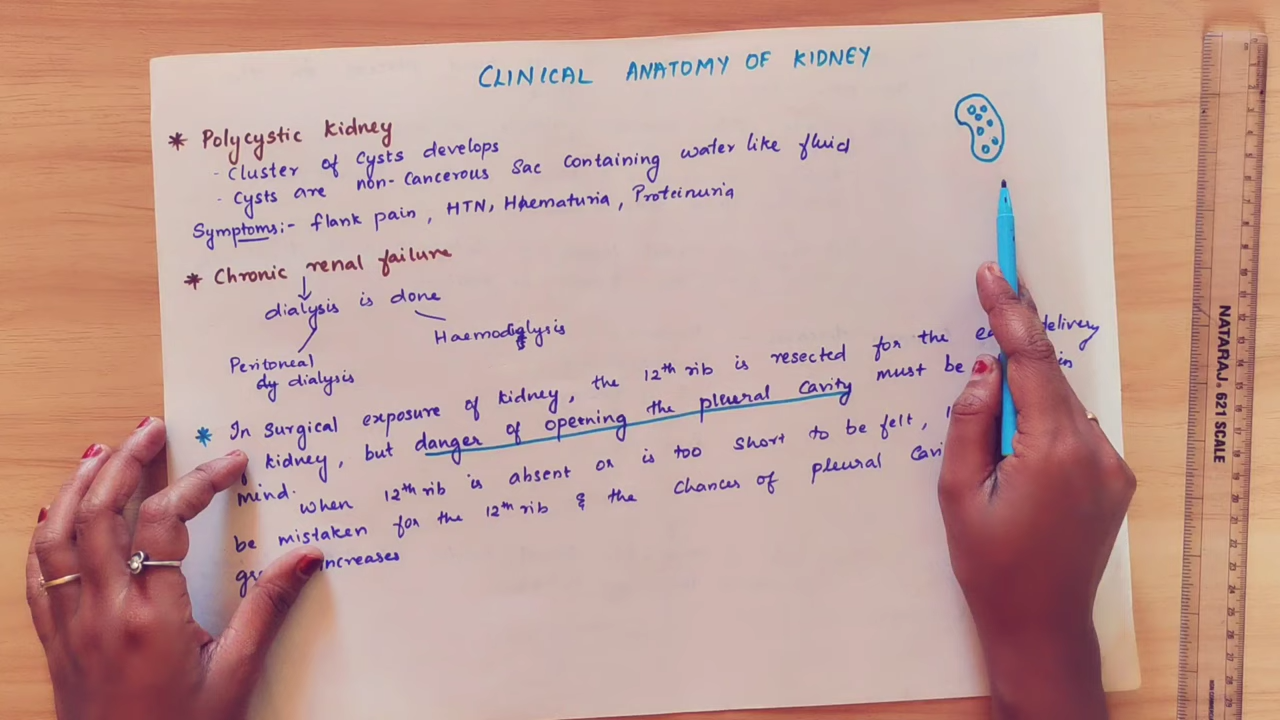 CLINICAL ANATOMY OF KIDNEY
* Polycystic kidney
- Cluster of cysts develops
- Cysts are non-cancerous sac containing water like fluid
Symptoms:- flank pain, HTN, Haematuria, Proteinuria
* Chronic renal failure
↓
dialysis is done
Haemodialysis
Peritoneal
dy dialysis
* In surgical exposure of kidney, the 12th rib is resected for the delivery
kidney, but danger of opening the pleural cavity must be in
mind. When 12th rib is absent or is too short to be felt,
be mistaken for the 12th rib & the chances of pleural
increases
NATARAJ 621 SCALE